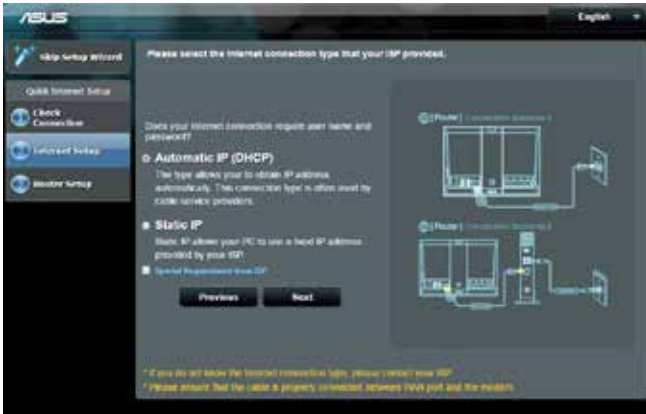 ASUS
English
Skip Setup Wizard
Please select the Internet connection type that your ISP provided.
Quick Internet Setup
Check Connection
Internet Setup
Router Setup
Does your Internet connection require user name and
password?
Automatic IP (DHCP)
The type allows your to obtain IP address
automatically. This connection type is often used by
cable service providers.
Static IP
Static IP allows your PC to use a fixed IP address
provided by your ISP.
Special Requirement from ISP
Previous
Next
* If you do not know the Internet connection type, please contact your ISP.
* Please ensure that the cable is properly connected between WAN port and the modem.